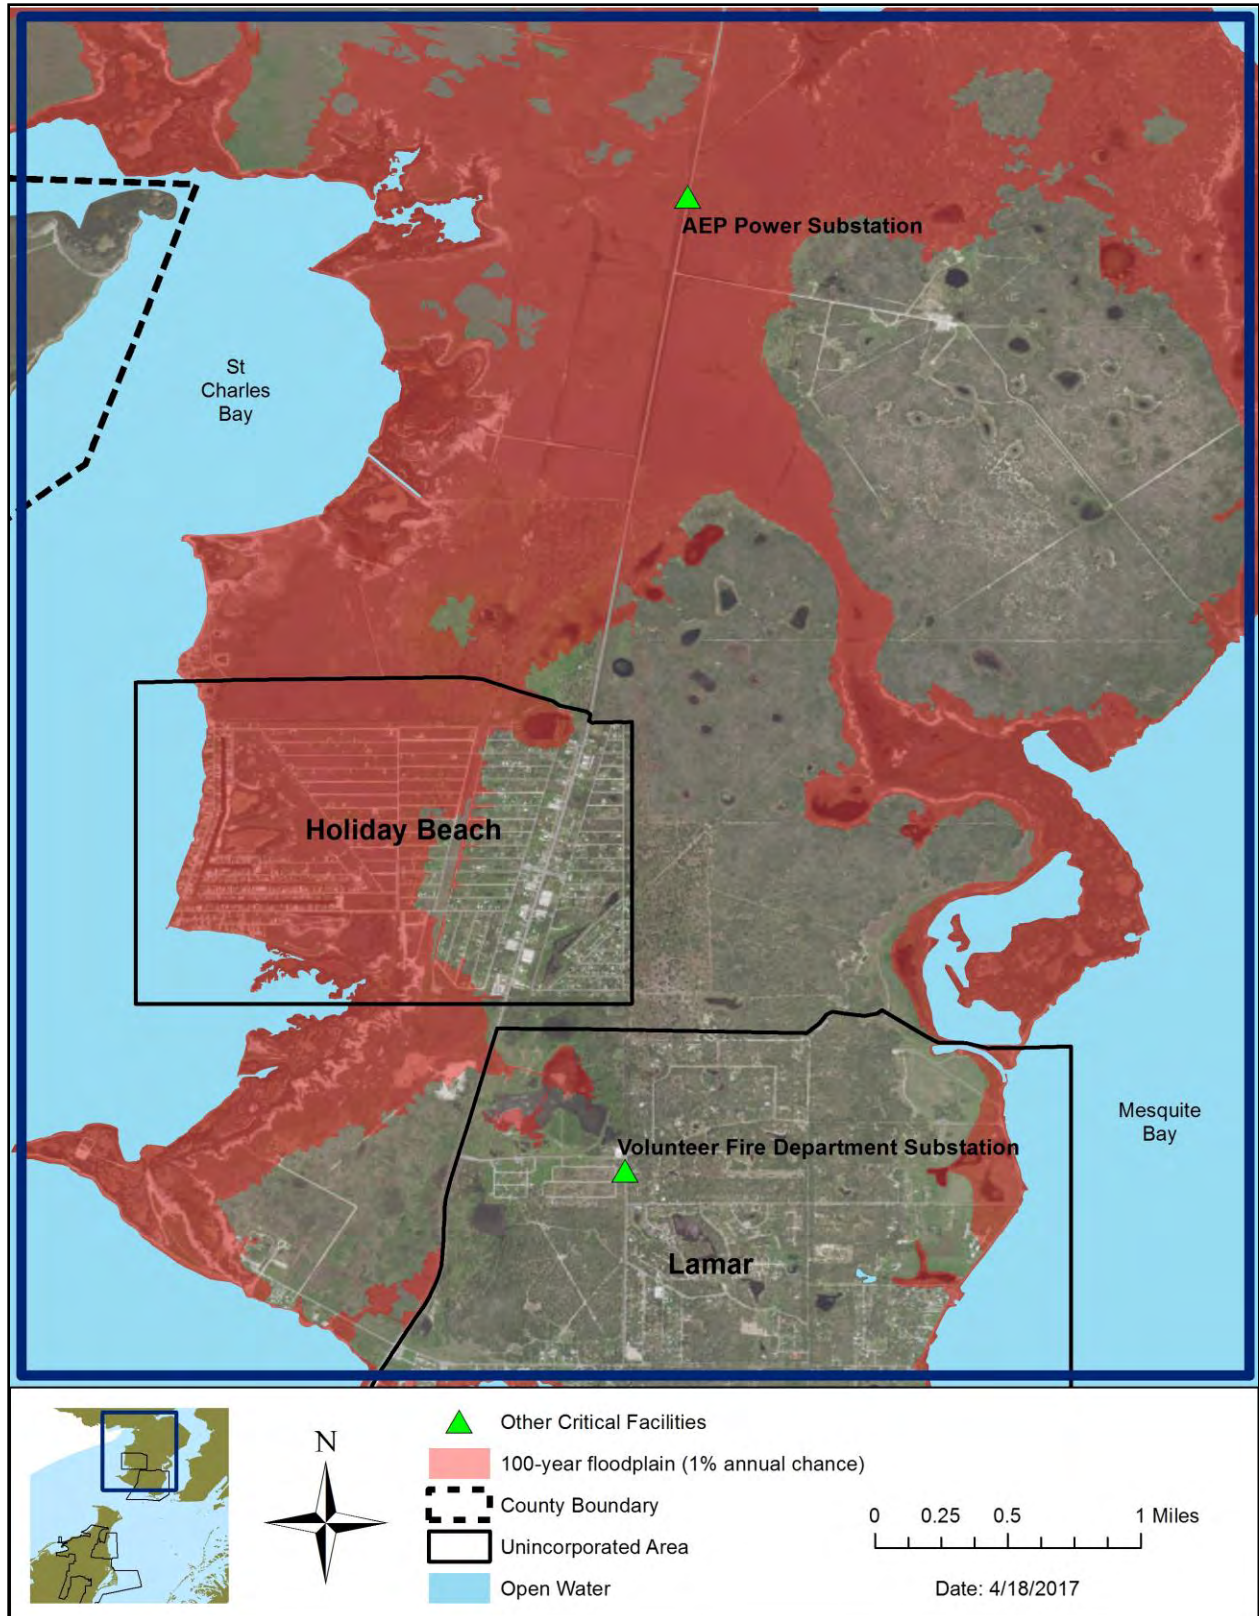 AEP Power Substation
St
Charles
Bay
Holiday Beach
Mesquite
Bay
Volunteer Fire Department Substation
Lamar
N
Other Critical Facilities
100-year floodplain (1% annual chance)
County Boundary
Unincorporated Area
Open Water
0 0.25 0.5 1 Miles
Date: 4/18/2017